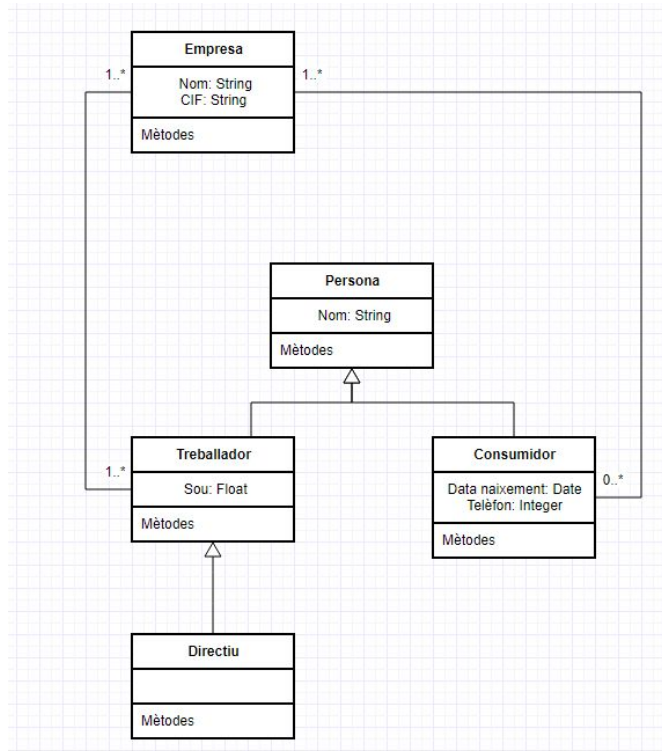 Empresa
1..*
1..*
Nom: String
CIF: String
Mètodes
Persona
Nom: String
Mètodes
Treballador
1..*
Sou: Float
Mètodes
Consumidor
0..*
Data naixement: Date
Telèfon: Integer
Mètodes
Directiu
Mètodes